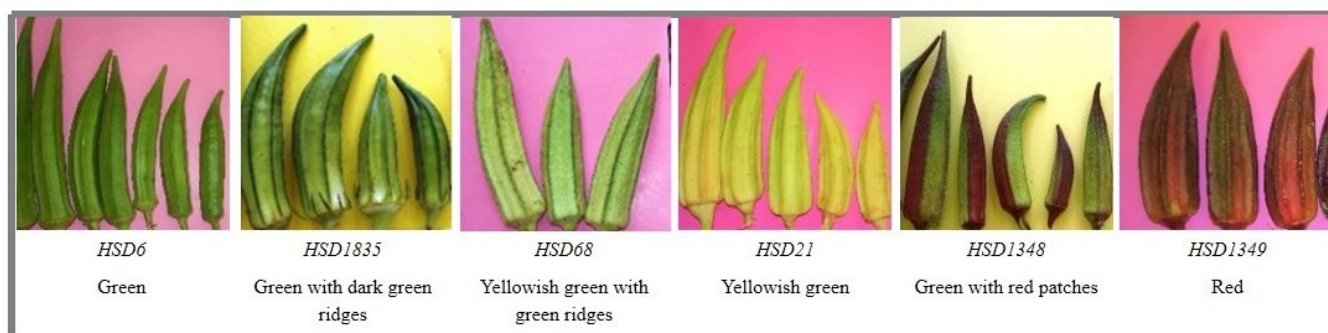 HSD6
HSD1835
HSD68
HSD21
HSD1348
HSD1349
Green
Green with dark green
ridges
Yellowish green with
green ridges
Yellowish green
Green with red patches
Red